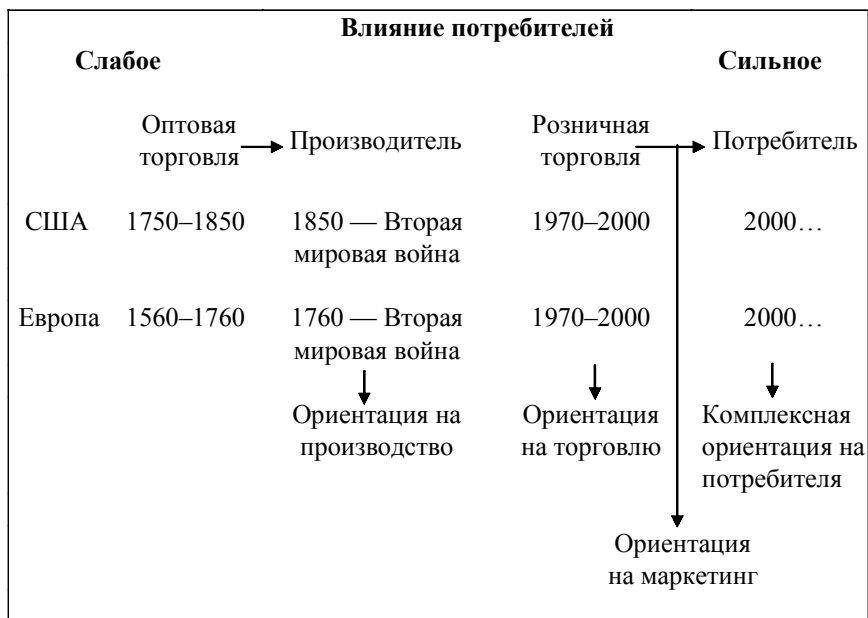 Влияние потребителей
Слабое Сильное
Оптовая
торговля
Производитель
Розничная
торговля
Потребитель
США 1750–1850 1850 — Вторая
мировая война
1970–2000 2000…
Европа 1560–1760 1760 — Вторая
мировая война
1970–2000 2000…
Ориентация на
производство
Ориентация
на торговлю
Комплексная
ориентация на
потребителя
Ориентация
на маркетинг